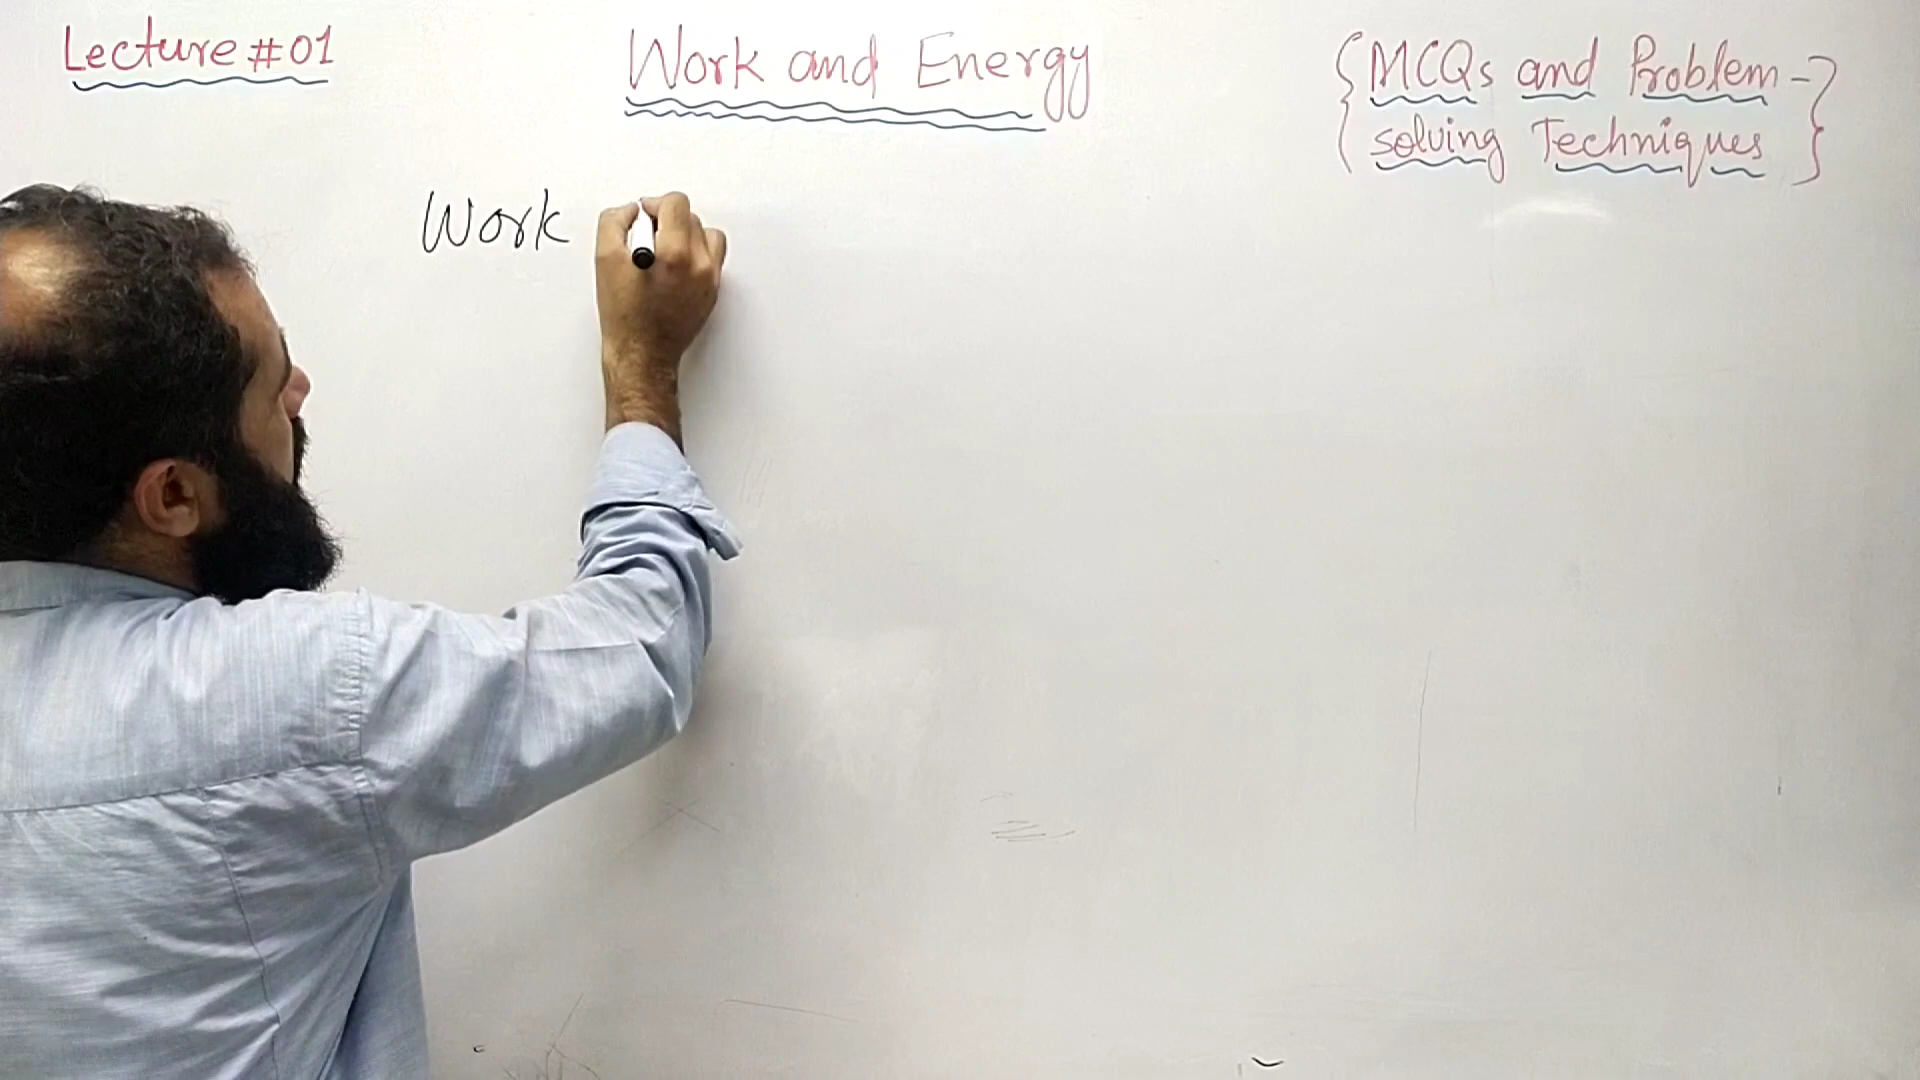 Lecture #01
Work and Energy
{MCQs and Problem-}
{solving Techniques}
Work